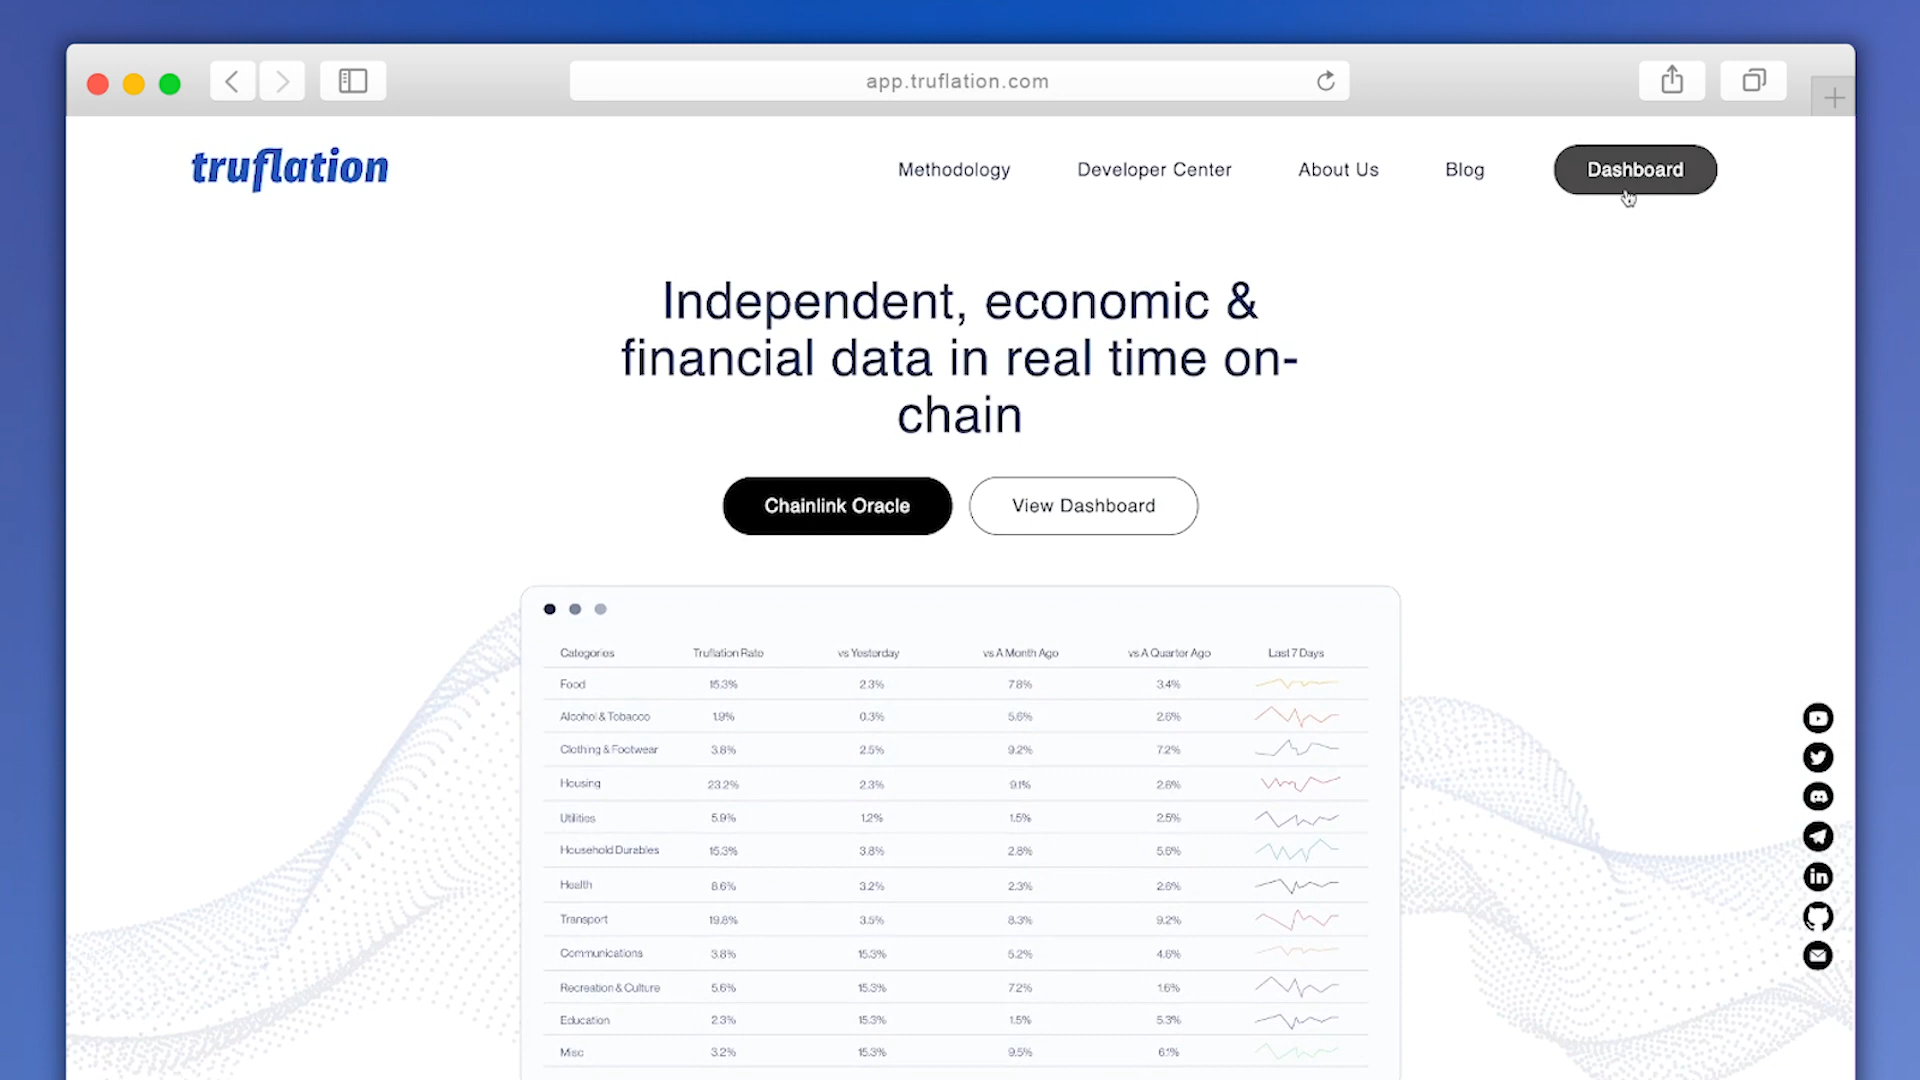 app.truflation.com
truflation
Methodology Developer Center About Us Blog Dashboard
Independent, economic &
financial data in real time on-
chain
Chainlink Oracle View Dashboard
Categories Truflation Rate vs Yesterday vs A Month Ago vs A Quarter Ago Last 7 Days
Food 15.3% 2.3% 7.8% 3.4%
Alcohol & Tobacco 1.9% 0.3% 5.6% 2.6%
Clothing & Footwear 3.8% 2.5% 9.2% 7.2%
Housing 23.2% 2.3% 9.1% 2.8%
Utilities 5.9% 1.2% 1.5% 2.5%
Household Durables 15.3% 3.8% 2.8% 5.6%
Health 8.6% 3.2% 2.3% 2.6%
Transport 19.8% 3.5% 8.3% 9.2%
Communications 3.8% 15.3% 5.2% 4.6%
Recreation & Culture 5.6% 15.3% 7.2% 1.6%
Education 2.3% 15.3% 1.5% 5.3%
Misc 3.2% 15.3% 9.5% 6.1%